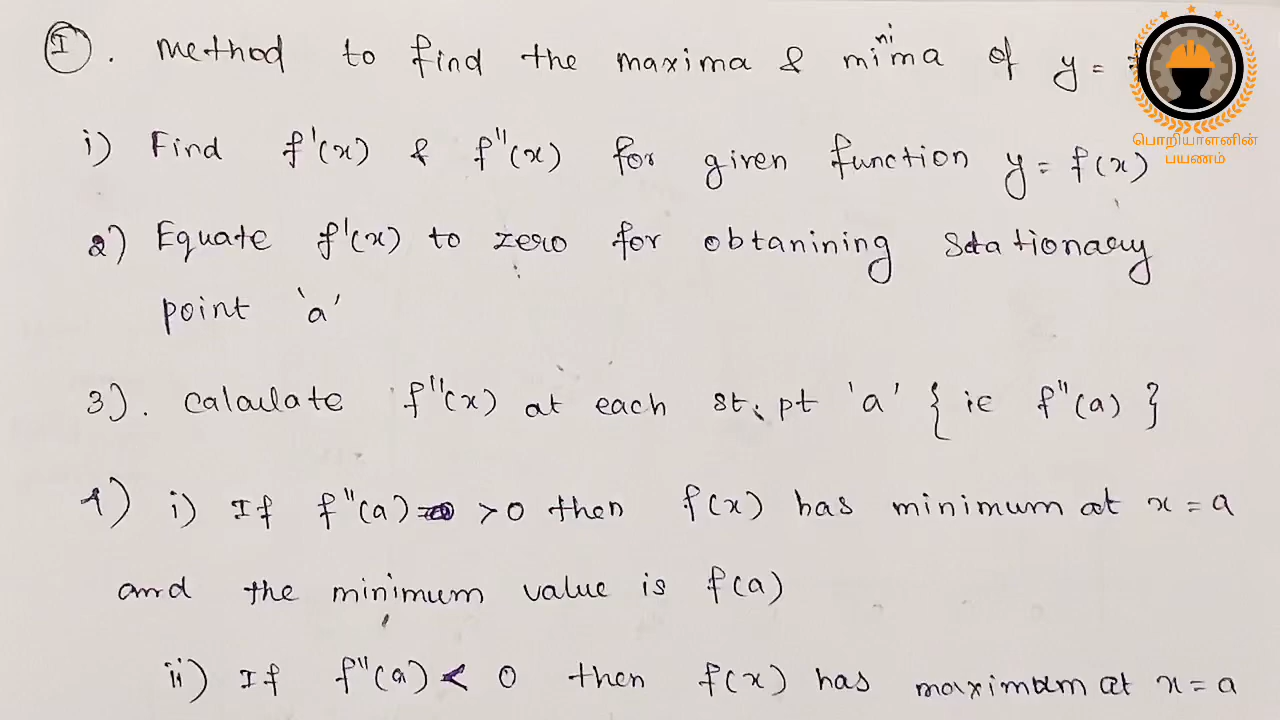 I). Method to find the maxima & minima of y =
i) Find f'(x) & f"(x) for given function y = f(x)
2) Equate f'(x) to zero for obtanining stationary
point 'a'
3). Calculate f"(x) at each st. pt 'a' {ie f"(a)}
4) i) If f"(a) > 0 then f(x) has minimum at x = a
and the minimum value is f(a)
ii) If f"(a) < 0 then f(x) has maximum at x = a
பொறியாளனின்
பயணம்